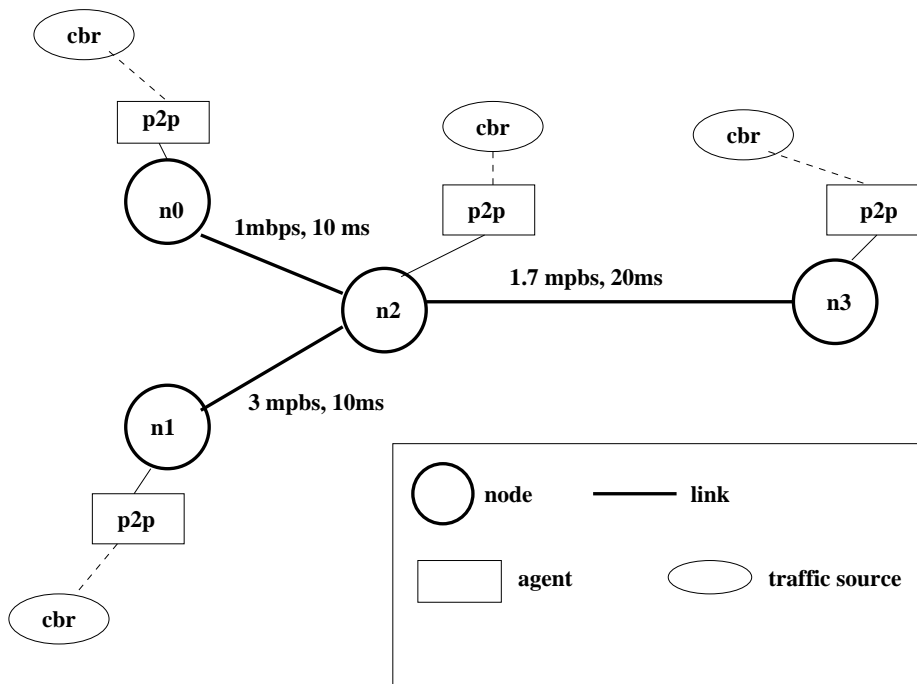 cbr
p2p
n0
1mbps, 10 ms
cbr
p2p
cbr
p2p
n2
1.7 mpbs, 20ms
n3
3 mpbs, 10ms
n1
p2p
cbr
node
link
agent
traffic source